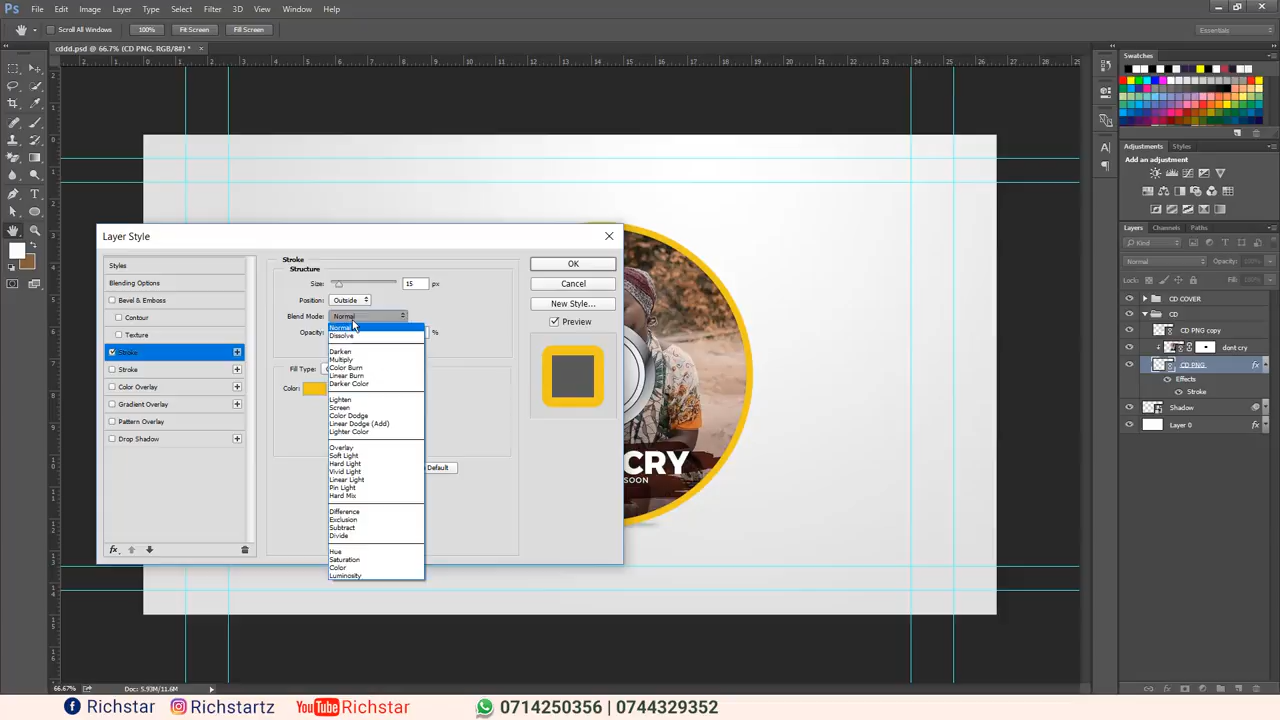 Ps File Edit Image Layer Type Select Filter 3D View Window Help
Scroll All Windows 100% Fit Screen Fill Screen Essentials
cddd.psd @ 66.7% (CD PNG, RGB/8#) * ×
Swatches
Adjustments Styles
Add an adjustment
Layers Channels Paths
Kind
Normal Opacity:
Lock: Fill:
CD COVER
CD
CD PNG copy
dont cry
CD PNG fx
Effects
Stroke
Shadow
Layer 0
Layer Style
Styles
Blending Options
Bevel & Emboss
Contour
Texture
Stroke
Stroke
Color Overlay
Gradient Overlay
Pattern Overlay
Drop Shadow
fx
Stroke
Structure
Size: 15 px
Position: Outside
Blend Mode: Normal
Opacity: %
Fill Type:
Color:
Default
Normal
Dissolve
Darken
Multiply
Color Burn
Linear Burn
Darker Color
Lighten
Screen
Color Dodge
Linear Dodge (Add)
Lighter Color
Overlay
Soft Light
Hard Light
Vivid Light
Linear Light
Pin Light
Hard Mix
Difference
Exclusion
Subtract
Divide
Hue
Saturation
Color
Luminosity
OK
Cancel
New Style...
Preview
CRY
SOON
66.67% Doc: 5.93M/11.6M
Richstar Richstartz YouTube Richstar 0714250356 | 0744329352